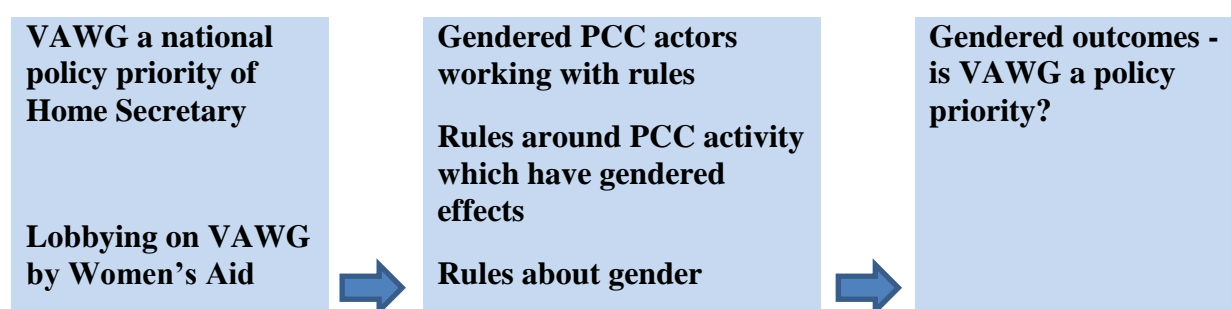 VAWG a national
policy priority of
Home Secretary
Lobbying on VAWG
by Women's Aid
Gendered PCC actors
working with rules
Rules around PCC activity
which have gendered
effects
Rules about gender
Gendered outcomes -
is VAWG a policy
priority?